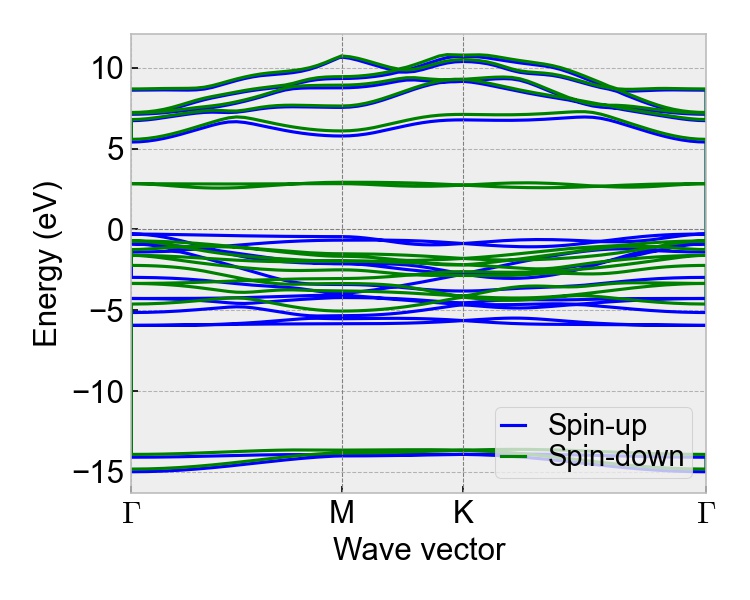 10
5
0
−5
−10
−15
Energy (eV)
Spin-up
Spin-down
Γ M K Γ
Wave vector